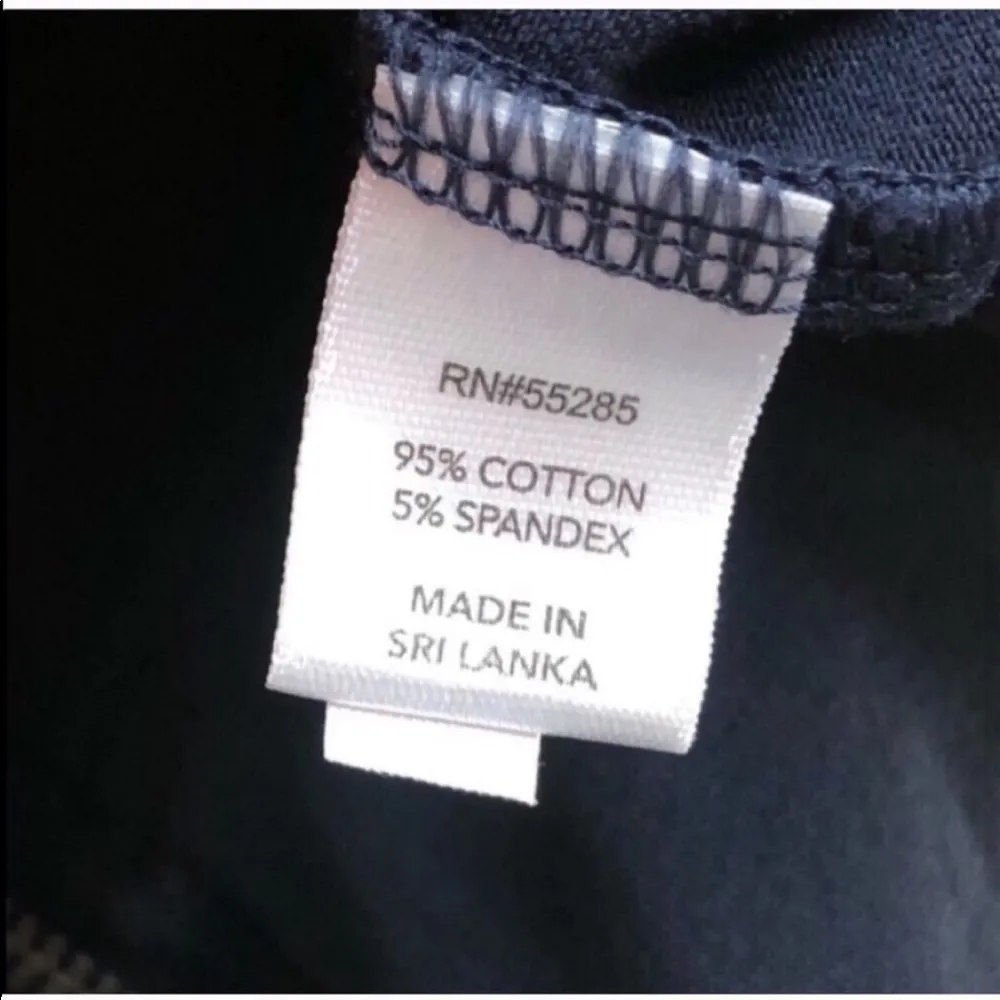 RN#55285
95% COTTON
5% SPANDEX
MADE IN
SRI LANKA